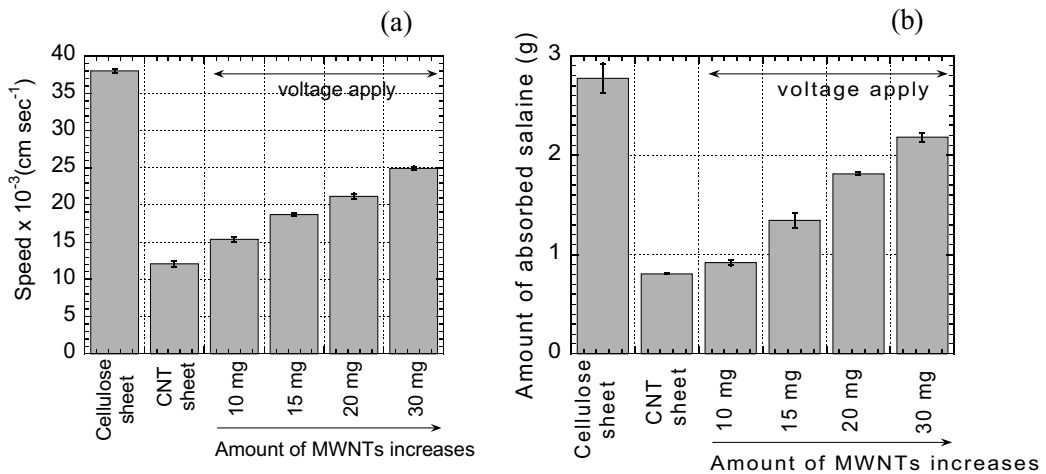 (a)
40
35
30
25
20
15
10
5
0
Speed x 10⁻³(cm sec⁻¹)
voltage apply
Cellulose
sheet
CNT
sheet
10 mg
15 mg
20 mg
30 mg
Amount of MWNTs increases
(b)
3
2
1
0
Amount of absorbed salaine (g)
voltage apply
Cellulose
sheet
CNT
sheet
10 mg
15 mg
20 mg
30 mg
Amount of MWNTs increases